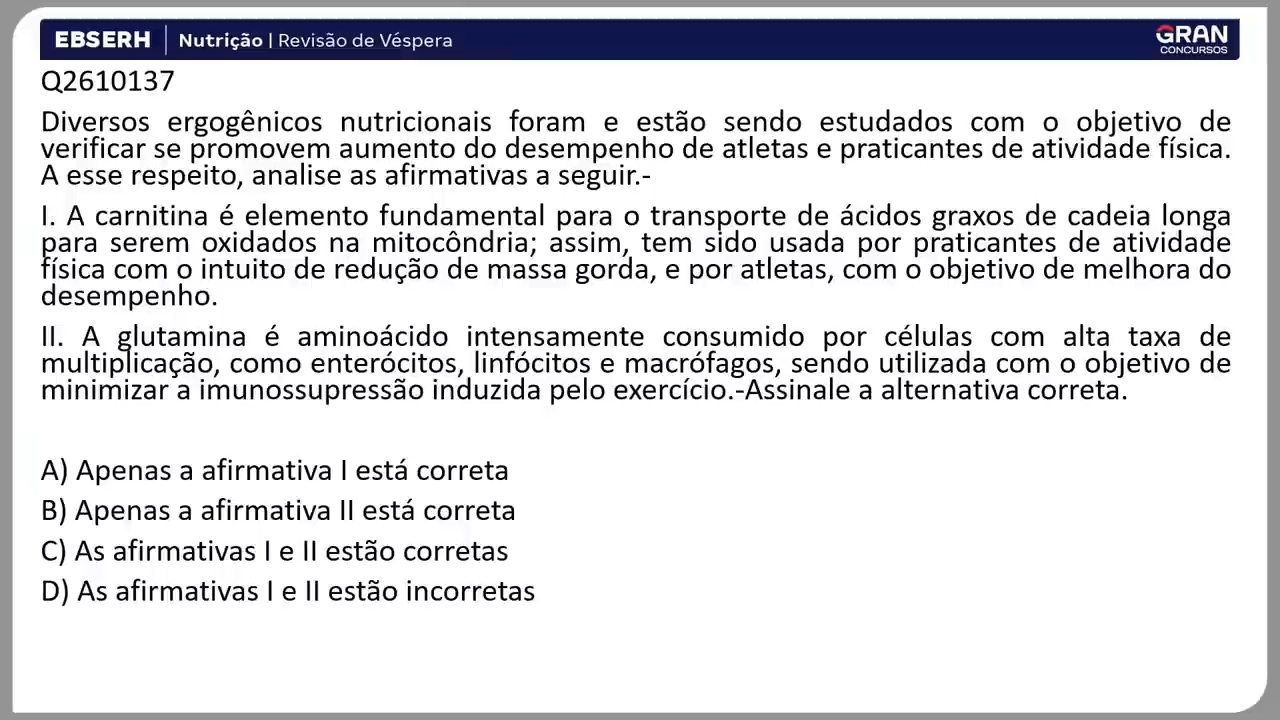 EBSERH | Nutrição | Revisão de Véspera
GRAN
CONCURSOS
Q2610137
Diversos ergogênicos nutricionais foram e estão sendo estudados com o objetivo de
verificar se promovem aumento do desempenho de atletas e praticantes de atividade física.
A esse respeito, analise as afirmativas a seguir.-
I. A carnitina é elemento fundamental para o transporte de ácidos graxos de cadeia longa
para serem oxidados na mitocôndria; assim, tem sido usada por praticantes de atividade
física com o intuito de redução de massa gorda, e por atletas, com o objetivo de melhora do
desempenho.
II. A glutamina é aminoácido intensamente consumido por células com alta taxa de
multiplicação, como enterócitos, linfócitos e macrófagos, sendo utilizada com o objetivo de
minimizar a imunossupressão induzida pelo exercício.-Assinale a alternativa correta.
A) Apenas a afirmativa I está correta
B) Apenas a afirmativa II está correta
C) As afirmativas I e II estão corretas
D) As afirmativas I e II estão incorretas